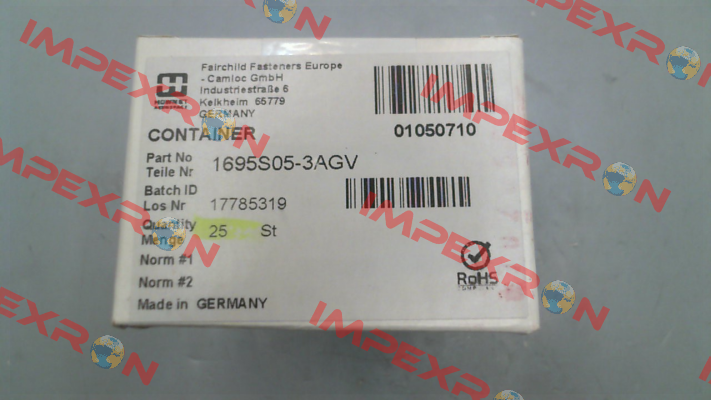 Fairchild Fasteners Europe
- Camloc GmbH
Industriestraße 6
Kelkheim 65779
GERMANY
HOWMET
CONTAINER
01050710
Part No
Teile Nr
1695S05-3AGV
Batch ID
Los Nr
17785319
Quantity
Menge
25 St
Norm #1
Norm #2
RoHS
Made in GERMANY
IMPEXRON
IMPEXRON
IMPEXRON
IMPEXRON